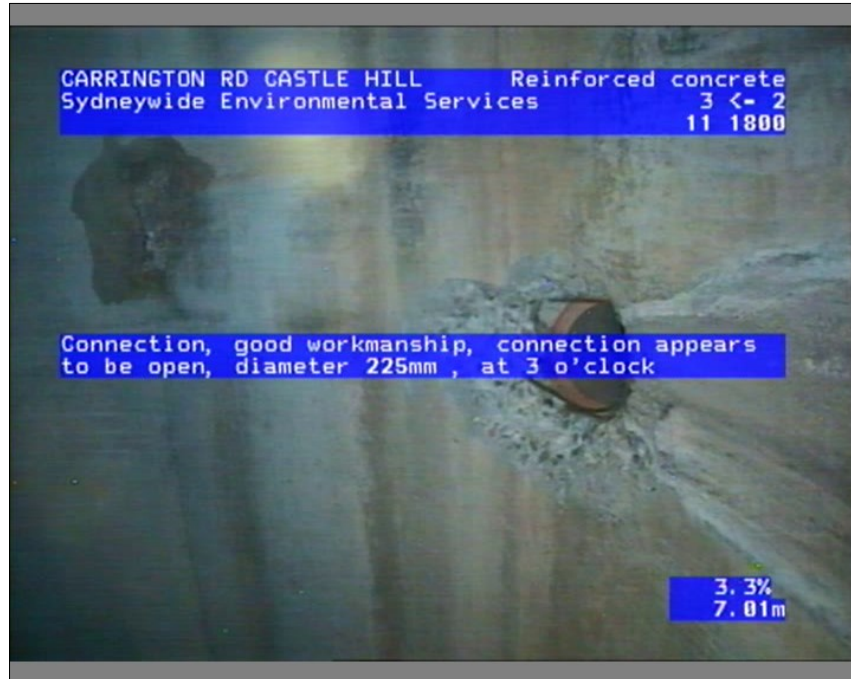 CARRINGTON RD CASTLE HILL Reinforced concrete
Sydneywide Environmental Services 3 <- 2
11 1800
Connection, good workmanship, connection appears
to be open, diameter 225mm , at 3 o'clock
3.3%
7.01m